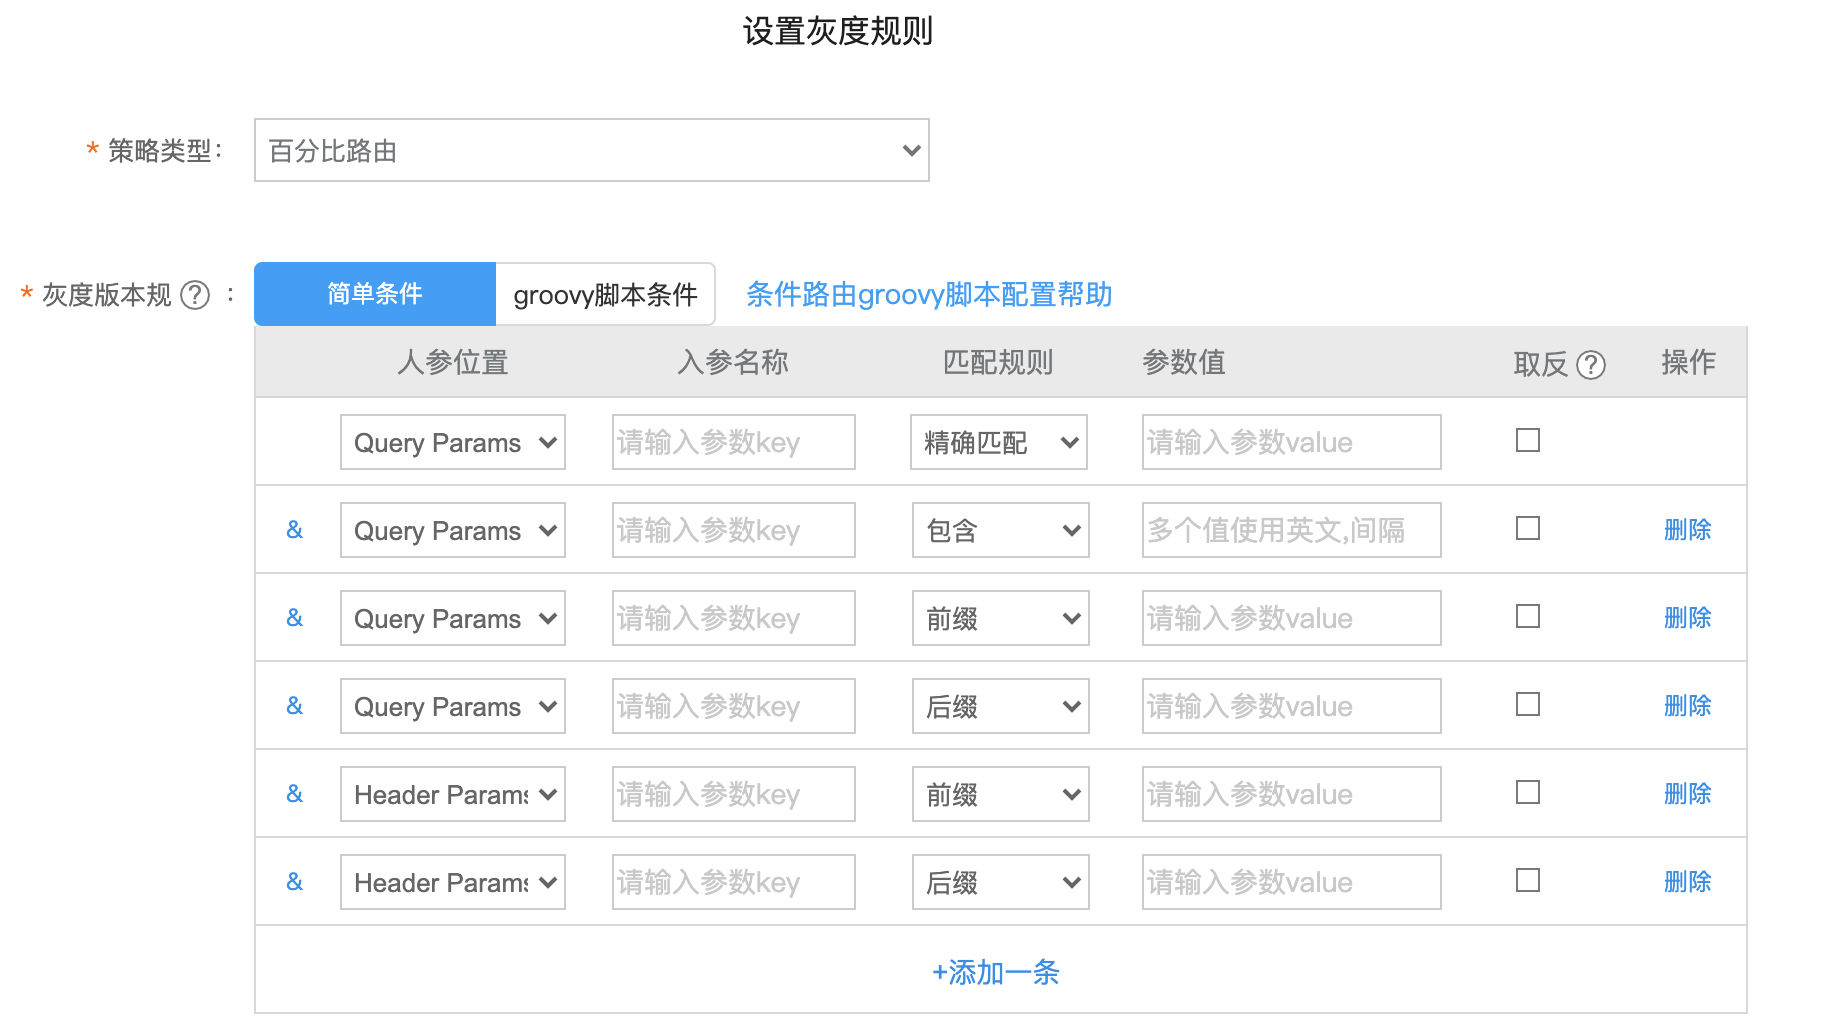 设置灰度规则
* 策略类型: 百分比路由
* 灰度版本规 ? : 简单条件 groovy脚本条件 条件路由groovy脚本配置帮助
人参位置 入参名称 匹配规则 参数值 取反 ? 操作
Query Params 请输入参数key 精确匹配 请输入参数value
& Query Params 请输入参数key 包含 多个值使用英文,间隔 删除
& Query Params 请输入参数key 前缀 请输入参数value 删除
& Query Params 请输入参数key 后缀 请输入参数value 删除
& Header Params 请输入参数key 前缀 请输入参数value 删除
& Header Params 请输入参数key 后缀 请输入参数value 删除
+添加一条